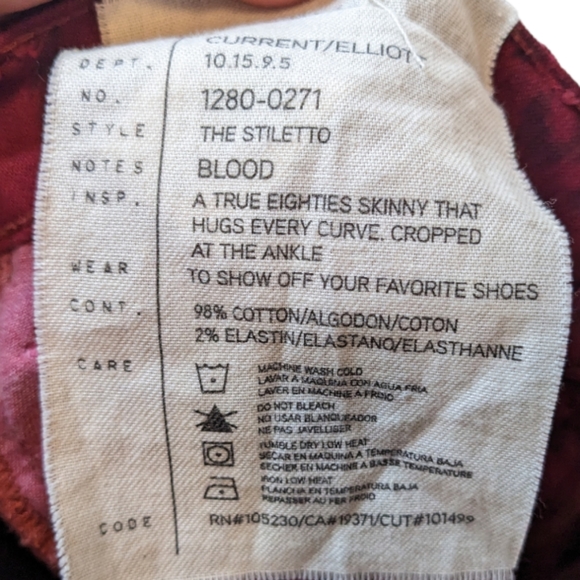 CURRENT/ELLIOTT
DEPT. 10.15.9.5
NO. 1280-0271
STYLE THE STILETTO
NOTES BLOOD
INSP. A TRUE EIGHTIES SKINNY THAT
HUGS EVERY CURVE. CROPPED
AT THE ANKLE
WEAR TO SHOW OFF YOUR FAVORITE SHOES
CONT. 98% COTTON/ALGODON/COTON
2% ELASTIN/ELASTANO/ELASTHANNE
CARE MACHINE WASH COLD
LAVAR A MAQUINA CON AGUA FRIA
LAVER EN MACHINE A FROID
DO NOT BLEACH
NO USAR BLANQUEADOR
NE PAS JAVELLISER
TUMBLE DRY LOW HEAT
SECAR EN MAQUINA A TEMPERATURA BAJA
SECHER EN MACHINE A BASSE TEMPERATURE
IRON LOW HEAT
PLANCHA EN TEMPERATURA BAJA
REPASSER AU FER FROID
CODE RN#105230/CA#19371/CUT#101499